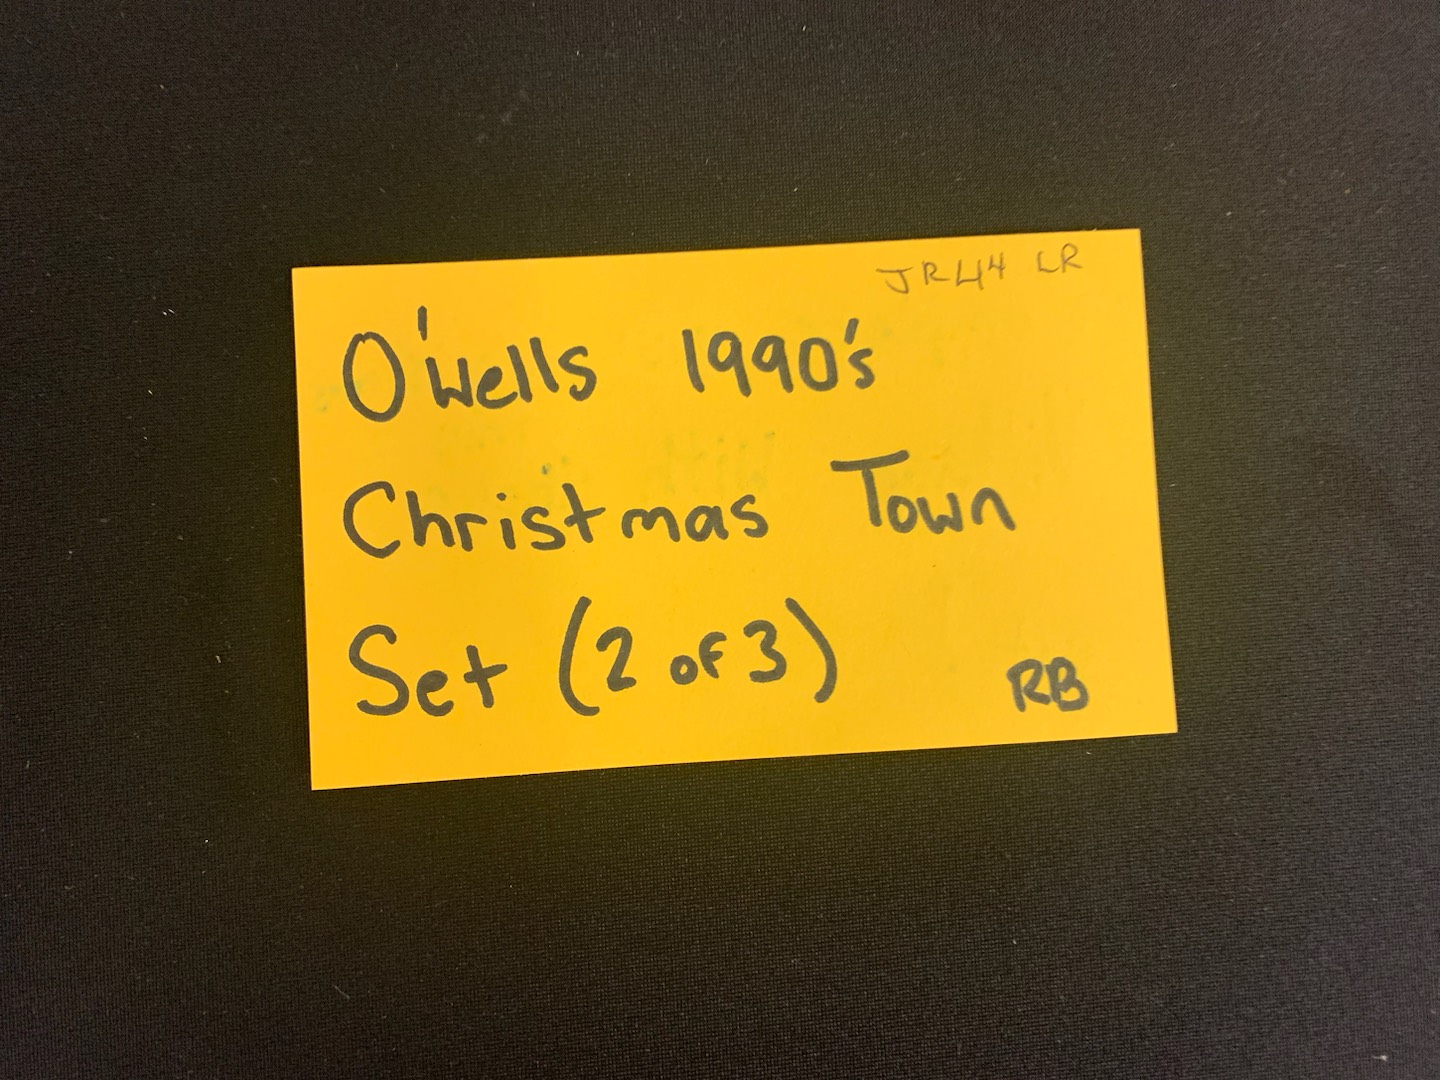 JR44 LR
O'Wells 1990's
Christmas Town
Set (2 of 3)
RB